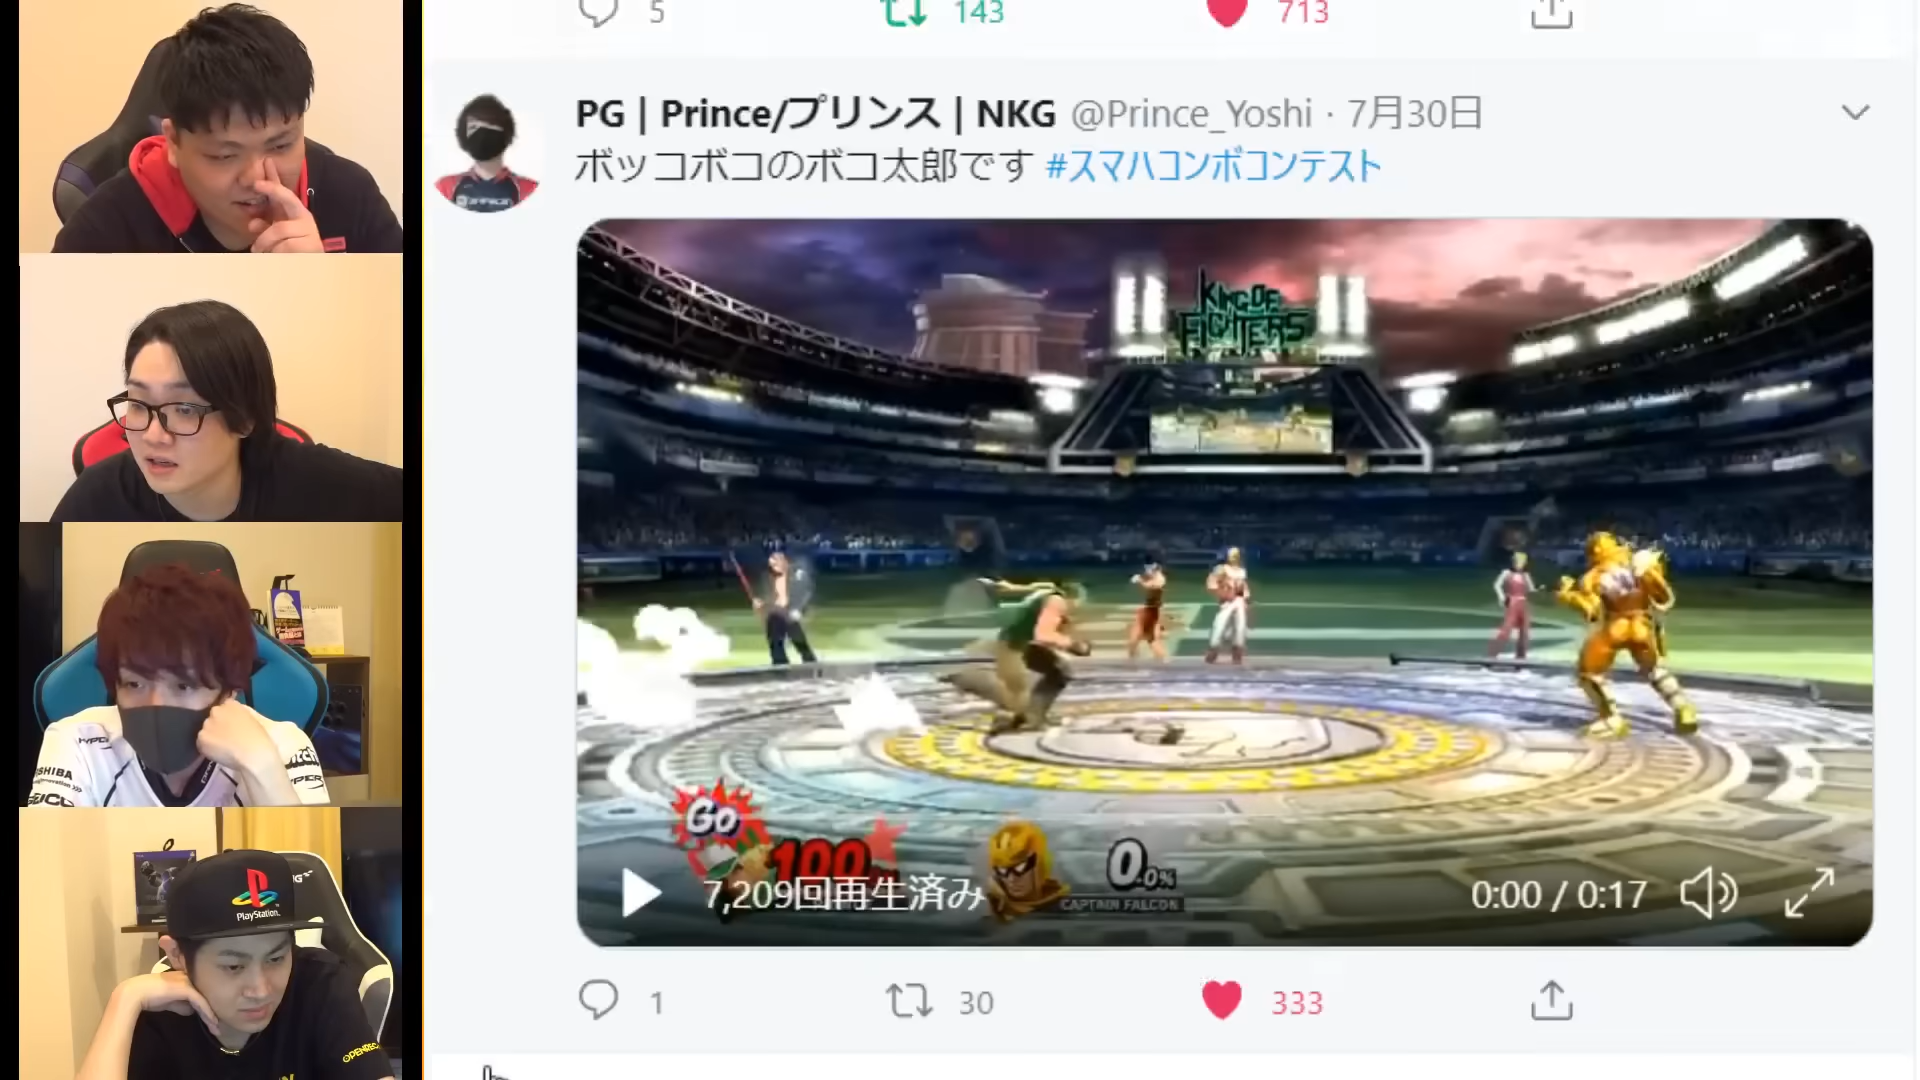 5
143
713
PG | Prince/プリンス | NKG @Prince_Yoshi · 7月30日
ボッコボコのボコ太郎です #スマハコンボコンテスト
KING OF
FIGHTERS
GO
100
0.0%
CAPTAIN FALCON
7,209回再生済み
0:00 / 0:17
1
30
333
PlayStation